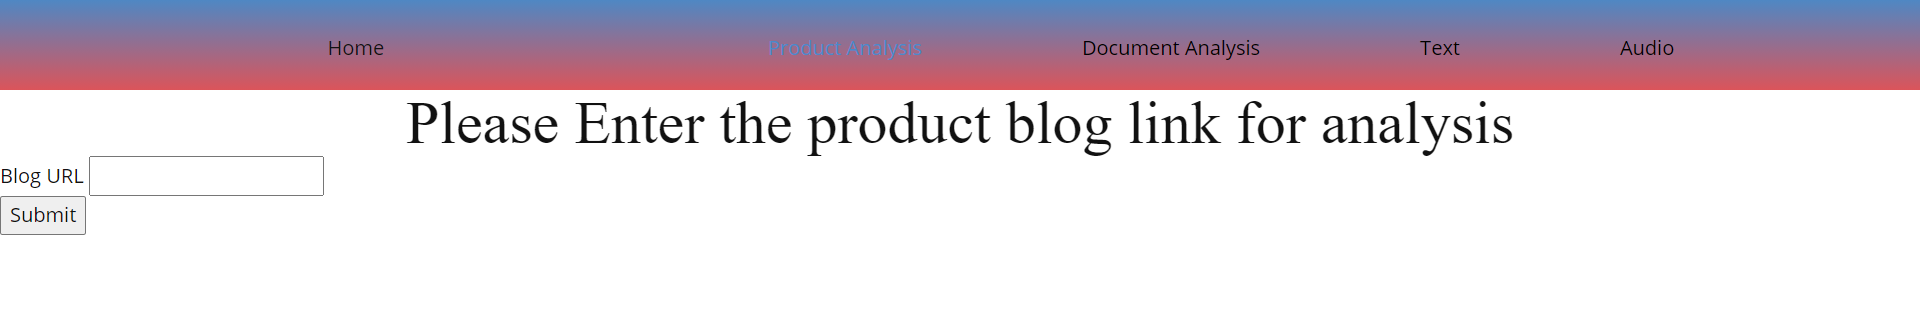 Home Product Analysis Document Analysis Text Audio
Please Enter the product blog link for analysis
Blog URL
Submit